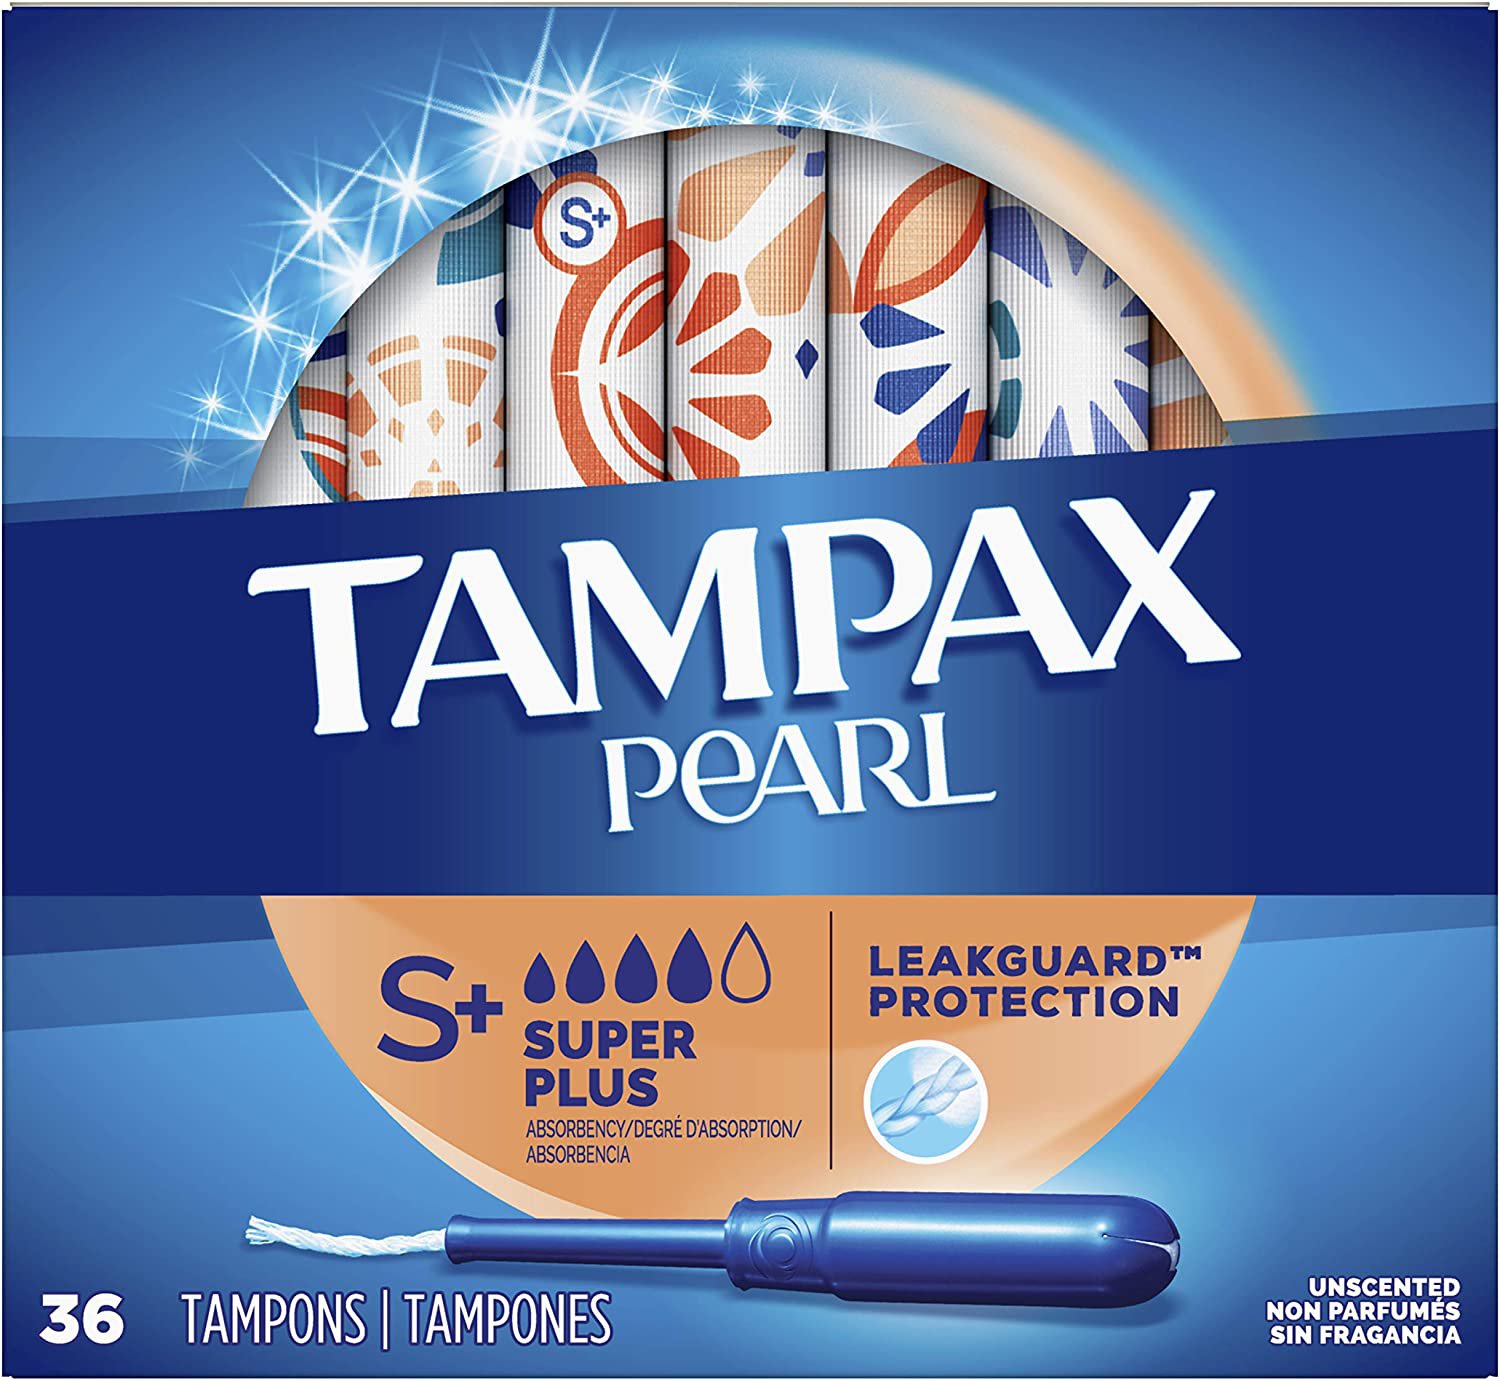 S+
TAMPAX
PEARL
S+
SUPER
PLUS
ABSORBENCY/DEGRÉ D'ABSORPTION/
ABSORBENCIA
LEAKGUARD™
PROTECTION
36 TAMPONS | TAMPONES
UNSCENTED
NON PARFUMÉS
SIN FRAGANCIA